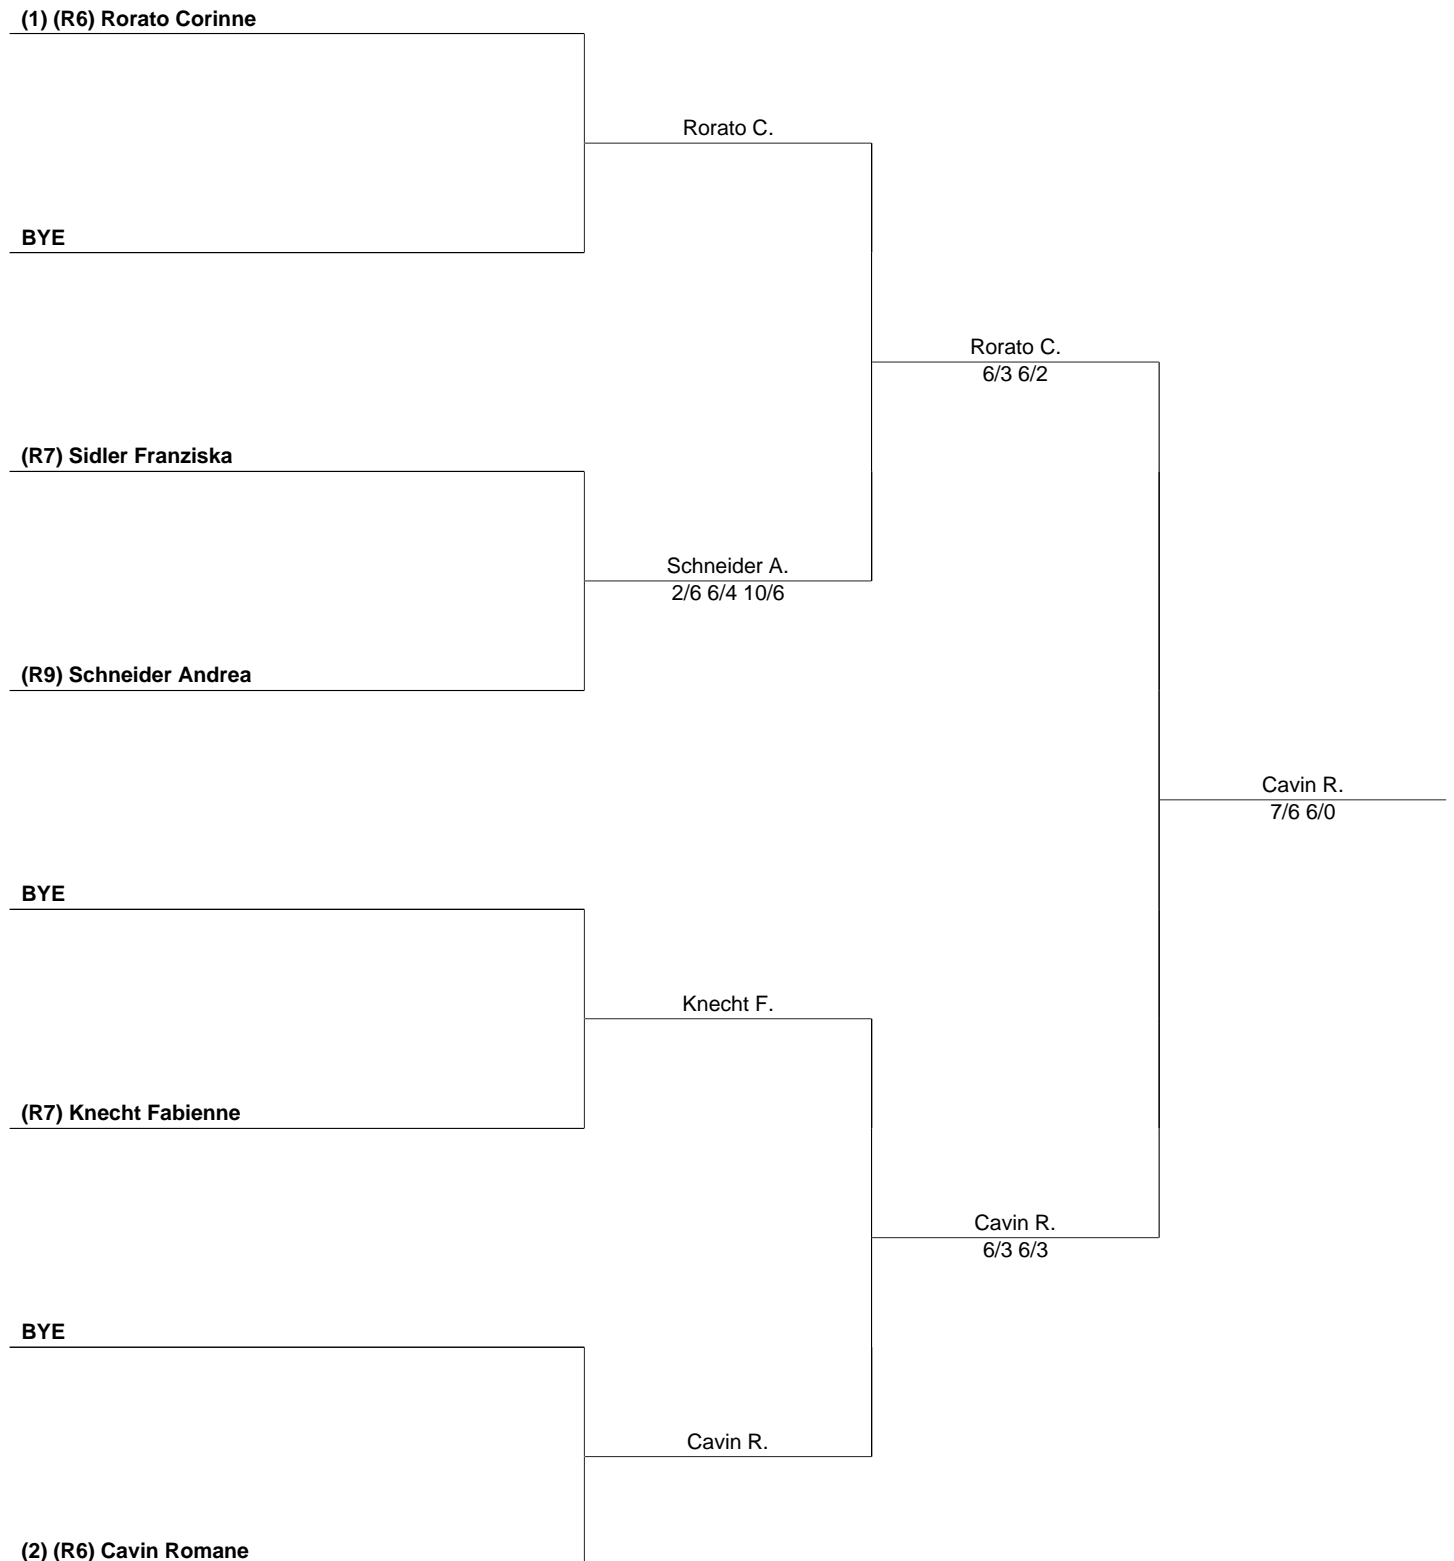 (1) (R6) Rorato Corinne
Rorato C.
BYE
Rorato C.
6/3 6/2
(R7) Sidler Franziska
Schneider A.
2/6 6/4 10/6
(R9) Schneider Andrea
Cavin R.
7/6 6/0
BYE
Knecht F.
(R7) Knecht Fabienne
Cavin R.
6/3 6/3
BYE
Cavin R.
(2) (R6) Cavin Romane